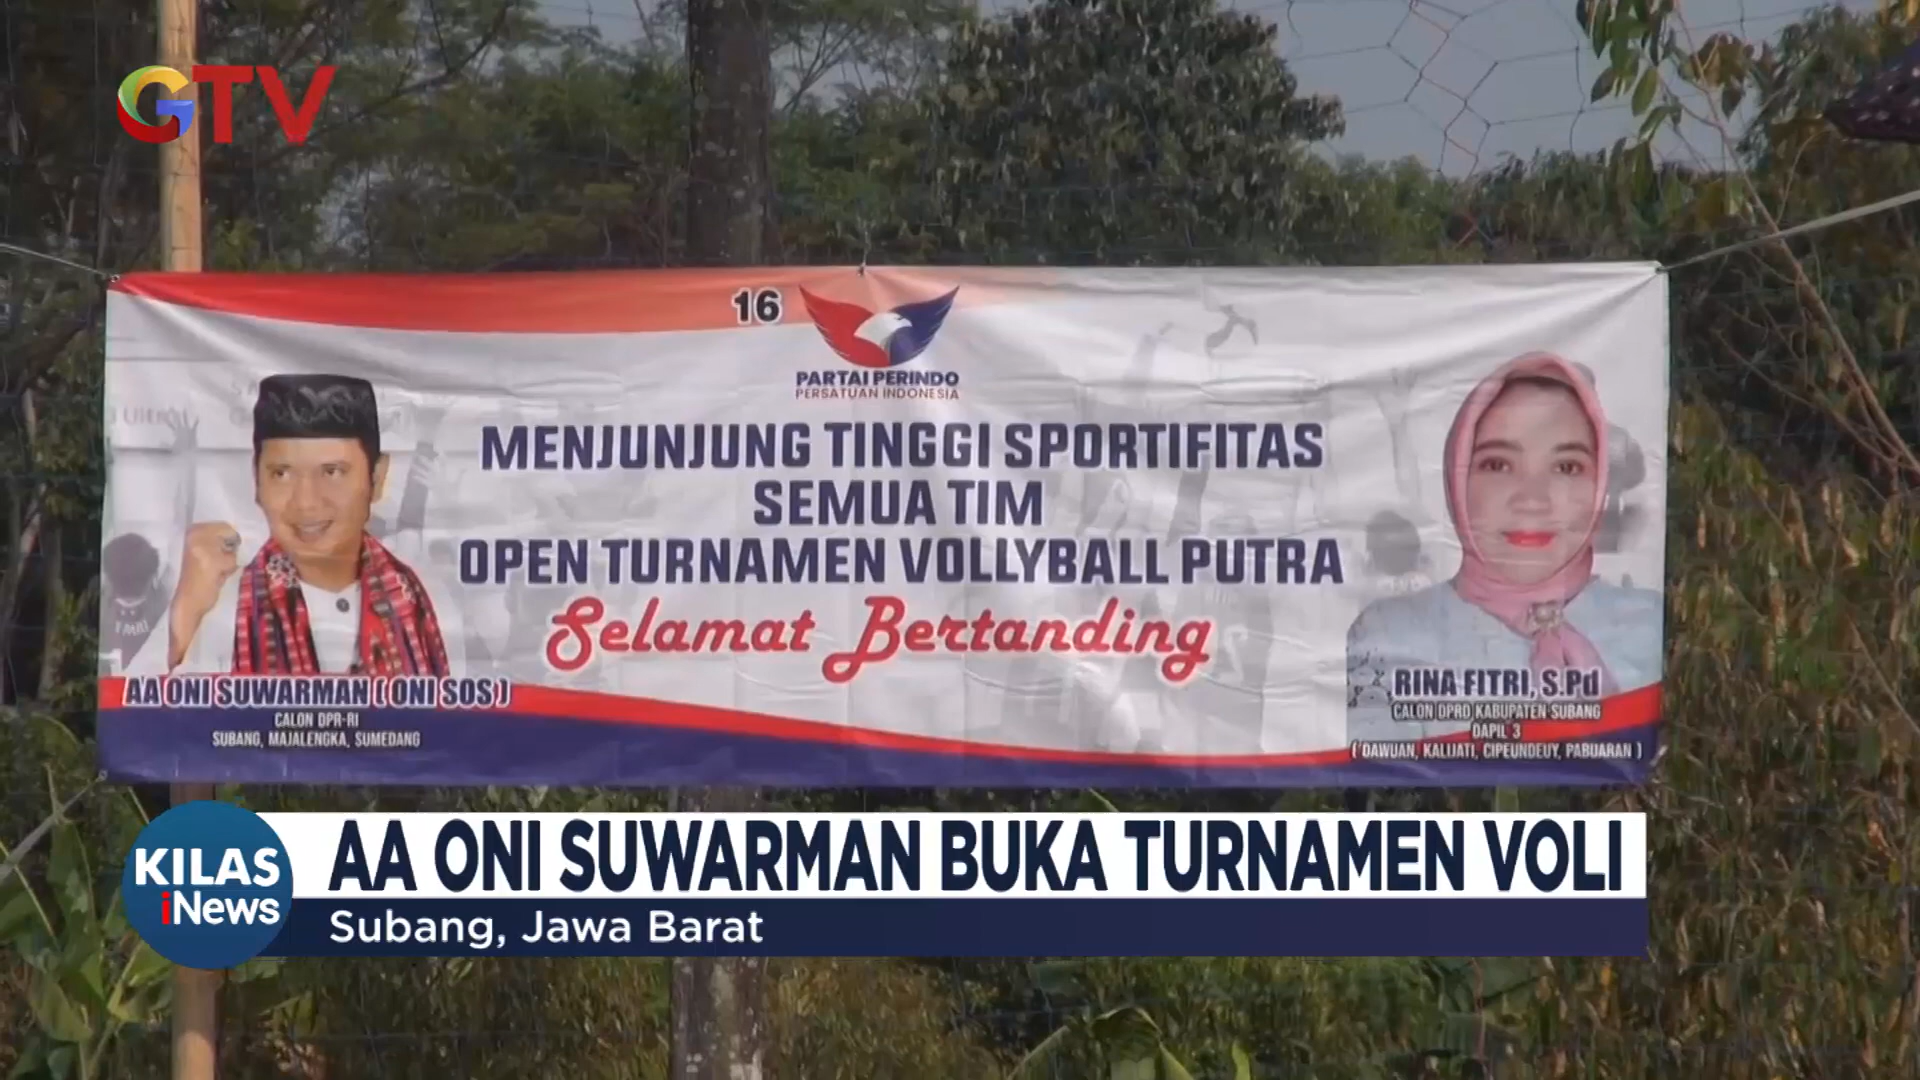 GTV
16
PARTAI PERINDO
PERSATUAN INDONESIA
MENJUNJUNG TINGGI SPORTIFITAS
SEMUA TIM
OPEN TURNAMEN VOLLYBALL PUTRA
Selamat Bertanding
AA ONI SUWARMAN ( ONI SOS )
CALON DPR-RI
SUBANG, MAJALENGKA, SUMEDANG
RINA FITRI, S.Pd
CALON DPRD KABUPATEN SUBANG
DAPIL 3
( DAWUAN, KALIJATI, CIPEUNDEUY, PABUARAN )
KILAS
iNews
AA ONI SUWARMAN BUKA TURNAMEN VOLI
Subang, Jawa Barat